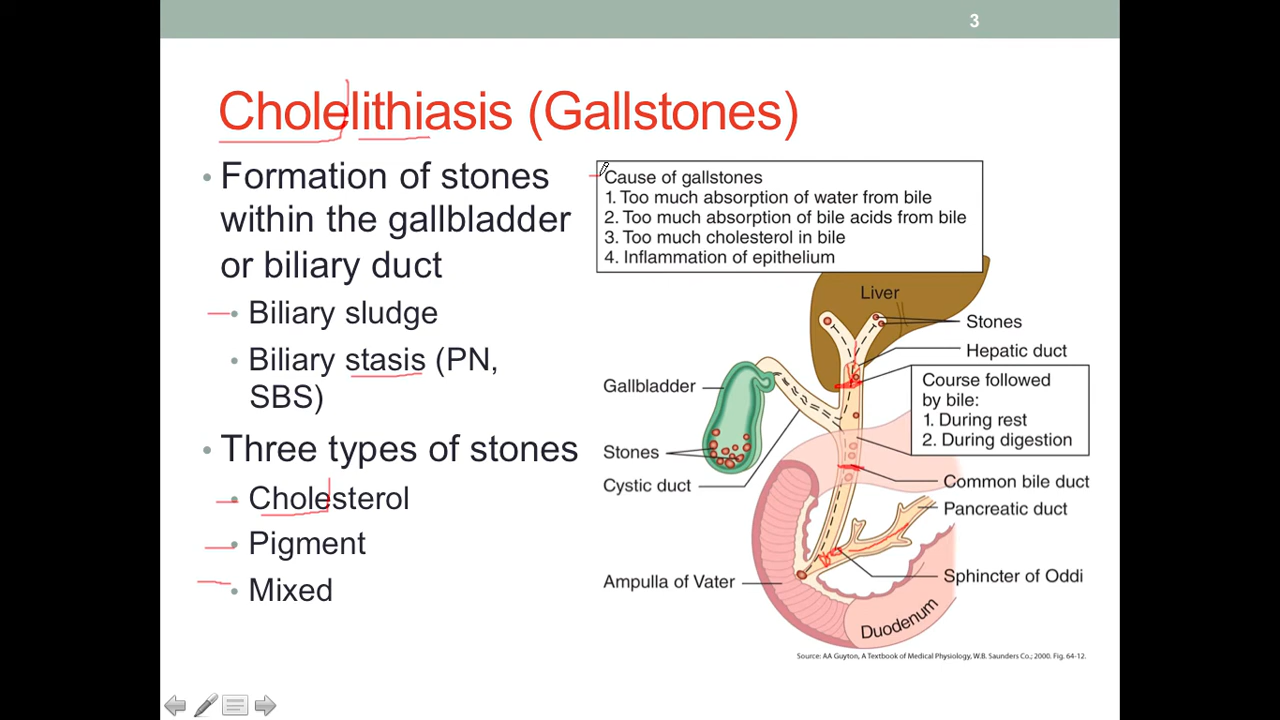 3
Cholelithiasis (Gallstones)
• Formation of stones
within the gallbladder
or biliary duct
• Biliary sludge
• Biliary stasis (PN,
SBS)
• Three types of stones
• Cholesterol
• Pigment
• Mixed
Cause of gallstones
1. Too much absorption of water from bile
2. Too much absorption of bile acids from bile
3. Too much cholesterol in bile
4. Inflammation of epithelium
Liver
Stones
Hepatic duct
Gallbladder
Course followed
by bile:
1. During rest
2. During digestion
Stones
Cystic duct
Common bile duct
Pancreatic duct
Ampulla of Vater
Sphincter of Oddi
Duodenum
Source: AA Guyton, A Textbook of Medical Physiology, W.B. Saunders Co.; 2000. Fig. 64-12.